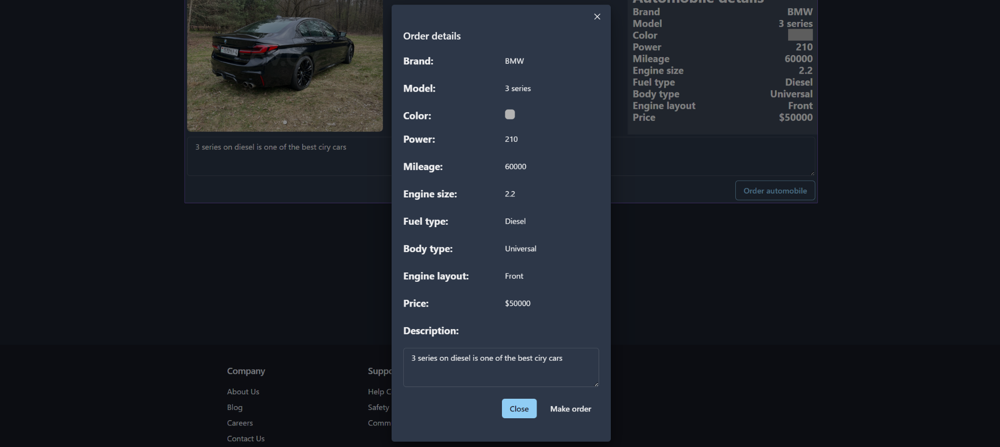 Automobile details
Brand BMW
Model 3 series
Color
Power 210
Mileage 60000
Engine size 2.2
Fuel type Diesel
Body type Universal
Engine layout Front
Price $50000
3 series on diesel is one of the best ciry cars
Order automobile
Order details
Brand: BMW
Model: 3 series
Color:
Power: 210
Mileage: 60000
Engine size: 2.2
Fuel type: Diesel
Body type: Universal
Engine layout: Front
Price: $50000
Description:
3 series on diesel is one of the best ciry cars
Close Make order
Company
About Us
Blog
Careers
Contact Us
Suppo
Help C
Safety
Comm